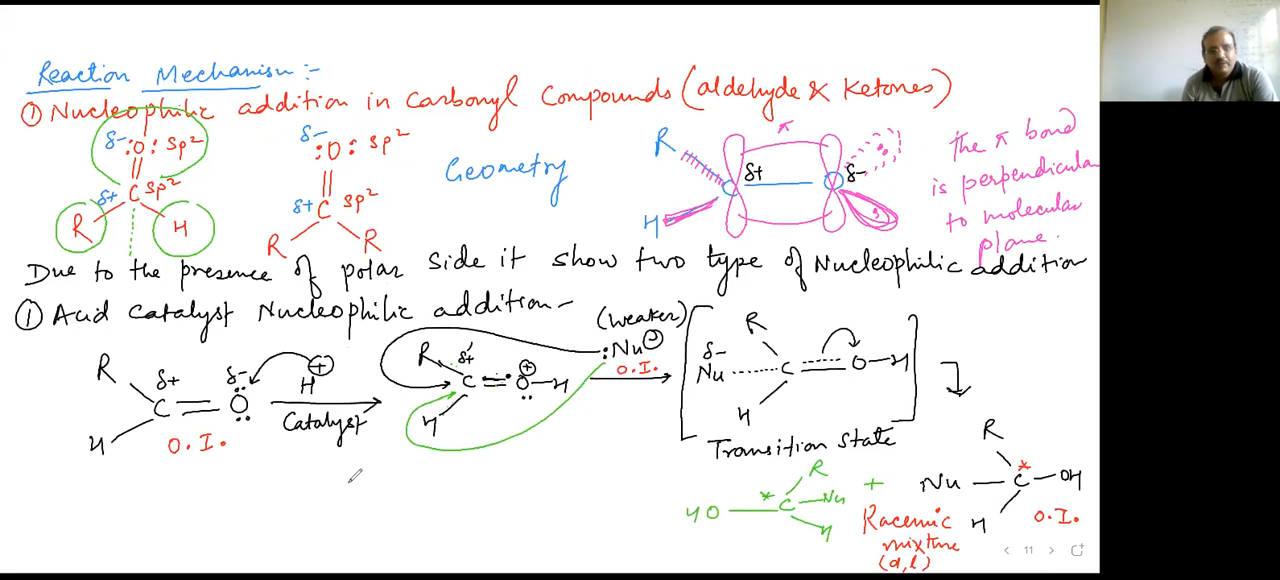 Reaction Mechanism:-
① Nucleophilic addition in Carbonyl Compounds (aldehyde & Ketones)
δ- :O: sp²
δ+ C sp²
R H
δ- :O: sp²
δ+ C sp²
R R
Geometry
R H δ+ π δ-
The π bond
is perpendicular
to molecular
plane.
Due to the presence of polar side it show two type of Nucleophilic addition
① Acid Catalyst Nucleophilic addition-
R H δ+ C = O δ-
O.I.
H⊕
Catalyst
R H δ+' C = O⊕-H
(weaker)
:Nu⊖
O.I.
δ- Nu R C O-H H
Transition State
HO - C* - Nu R H
+
Nu - C* - OH R H
Racemic
mixture
(d,l)
O.I.
< 11 >